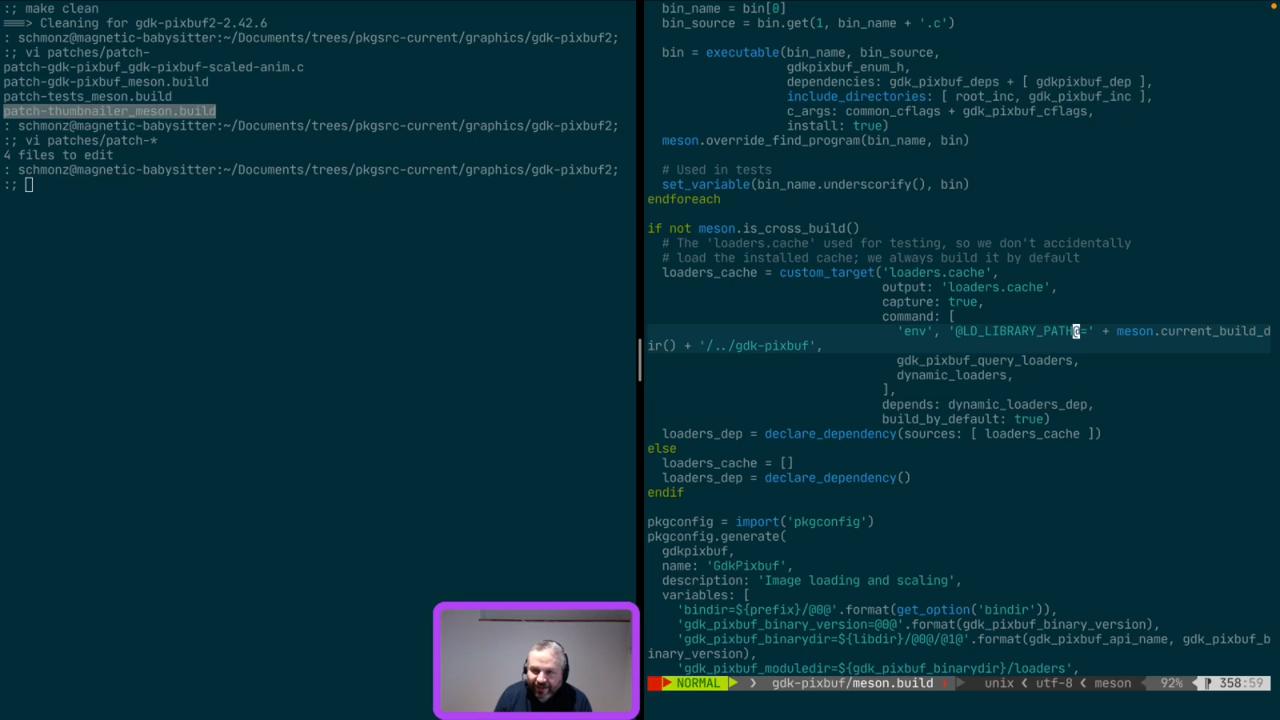 :; make clean
===> Cleaning for gdk-pixbuf2-2.42.6
: schmonz@magnetic-babysitter:~/Documents/trees/pkgsrc-current/graphics/gdk-pixbuf2;
:; vi patches/patch-
patch-gdk-pixbuf_gdk-pixbuf-scaled-anim.c
patch-gdk-pixbuf_meson.build
patch-tests_meson.build
patch-thumbnailer_meson.build
: schmonz@magnetic-babysitter:~/Documents/trees/pkgsrc-current/graphics/gdk-pixbuf2;
:; vi patches/patch-*
4 files to edit
: schmonz@magnetic-babysitter:~/Documents/trees/pkgsrc-current/graphics/gdk-pixbuf2;
:;
bin_name = bin[0]
bin_source = bin.get(1, bin_name + '.c')
bin = executable(bin_name, bin_source,
gdkpixbuf_enum_h,
dependencies: gdk_pixbuf_deps + [ gdkpixbuf_dep ],
include_directories: [ root_inc, gdk_pixbuf_inc ],
c_args: common_cflags + gdk_pixbuf_cflags,
install: true)
meson.override_find_program(bin_name, bin)
# Used in tests
set_variable(bin_name.underscorify(), bin)
endforeach
if not meson.is_cross_build()
# The 'loaders.cache' used for testing, so we don't accidentally
# load the installed cache; we always build it by default
loaders_cache = custom_target('loaders.cache',
output: 'loaders.cache',
capture: true,
command: [
'env', '@LD_LIBRARY_PATH@=' + meson.current_build_d
ir() + '/../gdk-pixbuf',
gdk_pixbuf_query_loaders,
dynamic_loaders,
],
depends: dynamic_loaders_dep,
build_by_default: true)
loaders_dep = declare_dependency(sources: [ loaders_cache ])
else
loaders_cache = []
loaders_dep = declare_dependency()
endif
pkgconfig = import('pkgconfig')
pkgconfig.generate(
gdkpixbuf,
name: 'GdkPixbuf',
description: 'Image loading and scaling',
variables: [
'bindir=${prefix}/@0@'.format(get_option('bindir')),
'gdk_pixbuf_binary_version=@0@'.format(gdk_pixbuf_binary_version),
'gdk_pixbuf_binarydir=${libdir}/@0@/@1@'.format(gdk_pixbuf_api_name, gdk_pixbuf_b
inary_version),
'gdk_pixbuf_moduledir=${gdk_pixbuf_binarydir}/loaders',
NORMAL gdk-pixbuf/meson.build + unix utf-8 meson 92% 358:59